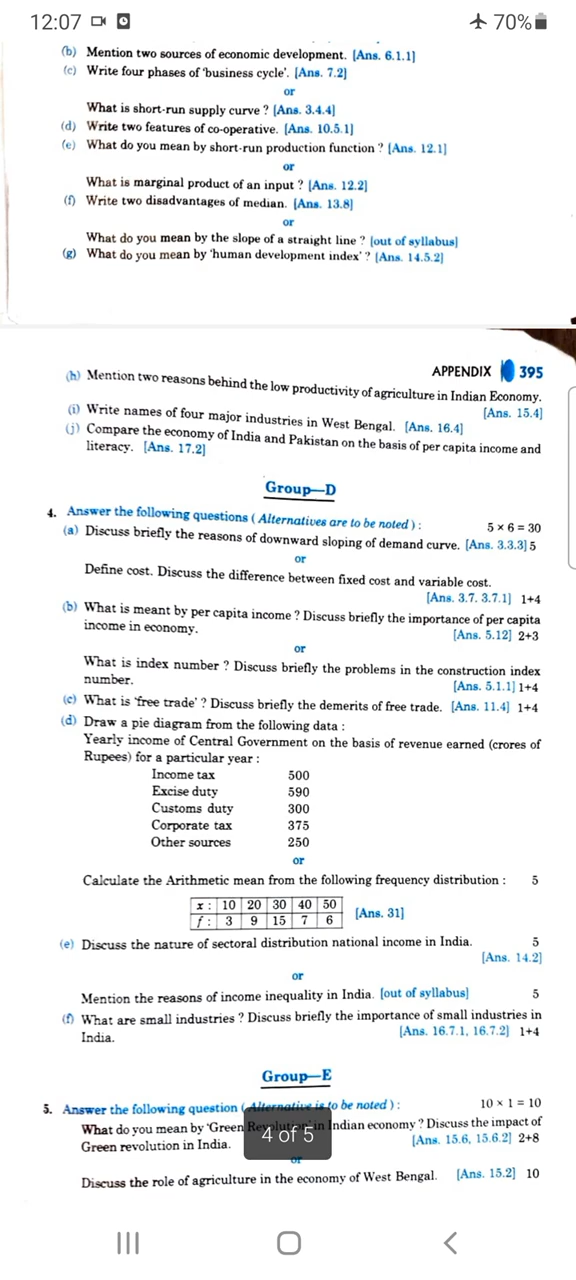 12:07 70%
(b) Mention two sources of economic development. [Ans. 6.1.1]
(c) Write four phases of 'business cycle'. [Ans. 7.2]
or
What is short-run supply curve ? [Ans. 3.4.4]
(d) Write two features of co-operative. [Ans. 10.5.1]
(e) What do you mean by short-run production function ? [Ans. 12.1]
or
What is marginal product of an input ? [Ans. 12.2]
(f) Write two disadvantages of median. [Ans. 13.8]
or
What do you mean by the slope of a straight line ? [out of syllabus]
(g) What do you mean by 'human development index' ? [Ans. 14.5.2]
APPENDIX 395
(h) Mention two reasons behind the low productivity of agriculture in Indian Economy.
[Ans. 15.4]
(i) Write names of four major industries in West Bengal. [Ans. 16.4]
(j) Compare the economy of India and Pakistan on the basis of per capita income and
literacy. [Ans. 17.2]
Group—D
4. Answer the following questions ( Alternatives are to be noted ) : 5 × 6 = 30
(a) Discuss briefly the reasons of downward sloping of demand curve. [Ans. 3.3.3] 5
or
Define cost. Discuss the difference between fixed cost and variable cost.
[Ans. 3.7. 3.7.1] 1+4
(b) What is meant by per capita income ? Discuss briefly the importance of per capita
income in economy. [Ans. 5.12] 2+3
or
What is index number ? Discuss briefly the problems in the construction index
number. [Ans. 5.1.1] 1+4
(c) What is 'free trade' ? Discuss briefly the demerits of free trade. [Ans. 11.4] 1+4
(d) Draw a pie diagram from the following data :
Yearly income of Central Government on the basis of revenue earned (crores of
Rupees) for a particular year :
Income tax 500
Excise duty 590
Customs duty 300
Corporate tax 375
Other sources 250
or
Calculate the Arithmetic mean from the following frequency distribution : 5
x : 10 20 30 40 50
f : 3 9 15 7 6 [Ans. 31]
(e) Discuss the nature of sectoral distribution national income in India. 5
[Ans. 14.2]
or
Mention the reasons of income inequality in India. [out of syllabus] 5
(f) What are small industries ? Discuss briefly the importance of small industries in
India. [Ans. 16.7.1, 16.7.2] 1+4
Group—E
5. Answer the following question ( Alternative is to be noted ) : 10 × 1 = 10
What do you mean by 'Green Revolution' in Indian economy ? Discuss the impact of
Green revolution in India. [Ans. 15.6, 15.6.2] 2+8
4 of 5
or
Discuss the role of agriculture in the economy of West Bengal. [Ans. 15.2] 10